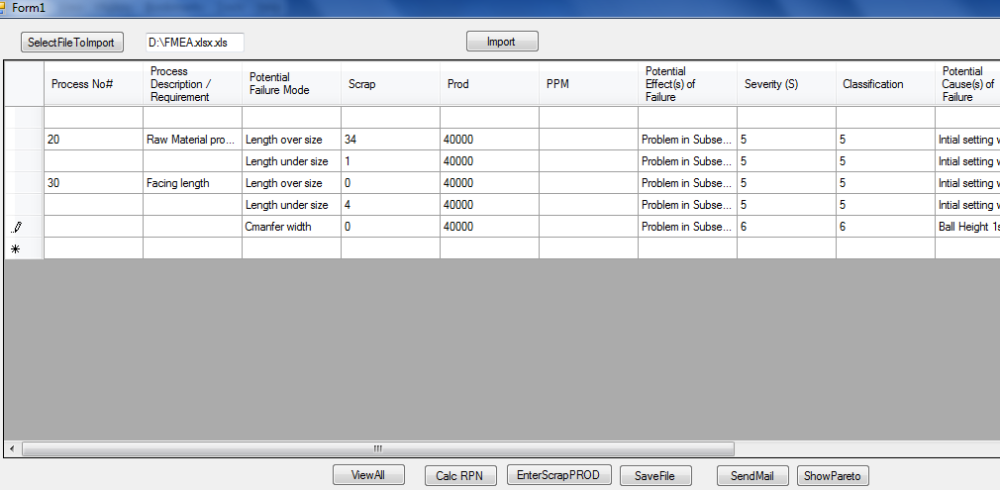 Form1
SelectFileToImport D:\FMEA.xlsx.xls Import
Process No# Process Description / Requirement Potential Failure Mode Scrap Prod PPM Potential Effect(s) of Failure Severity (S) Classification Potential Cause(s) of Failure
20 Raw Material pro... Length over size 34 40000 Problem in Subse... 5 5 Intial setting
Length under size 1 40000 Problem in Subse... 5 5 Intial setting
30 Facing length Length over size 0 40000 Problem in Subse... 5 5 Intial setting
Length under size 4 40000 Problem in Subse... 5 5 Intial setting
Cmanfer width 0 40000 Problem in Subse... 6 6 Ball Height 1s
ViewAll Calc RPN EnterScrapPROD SaveFile SendMail ShowPareto